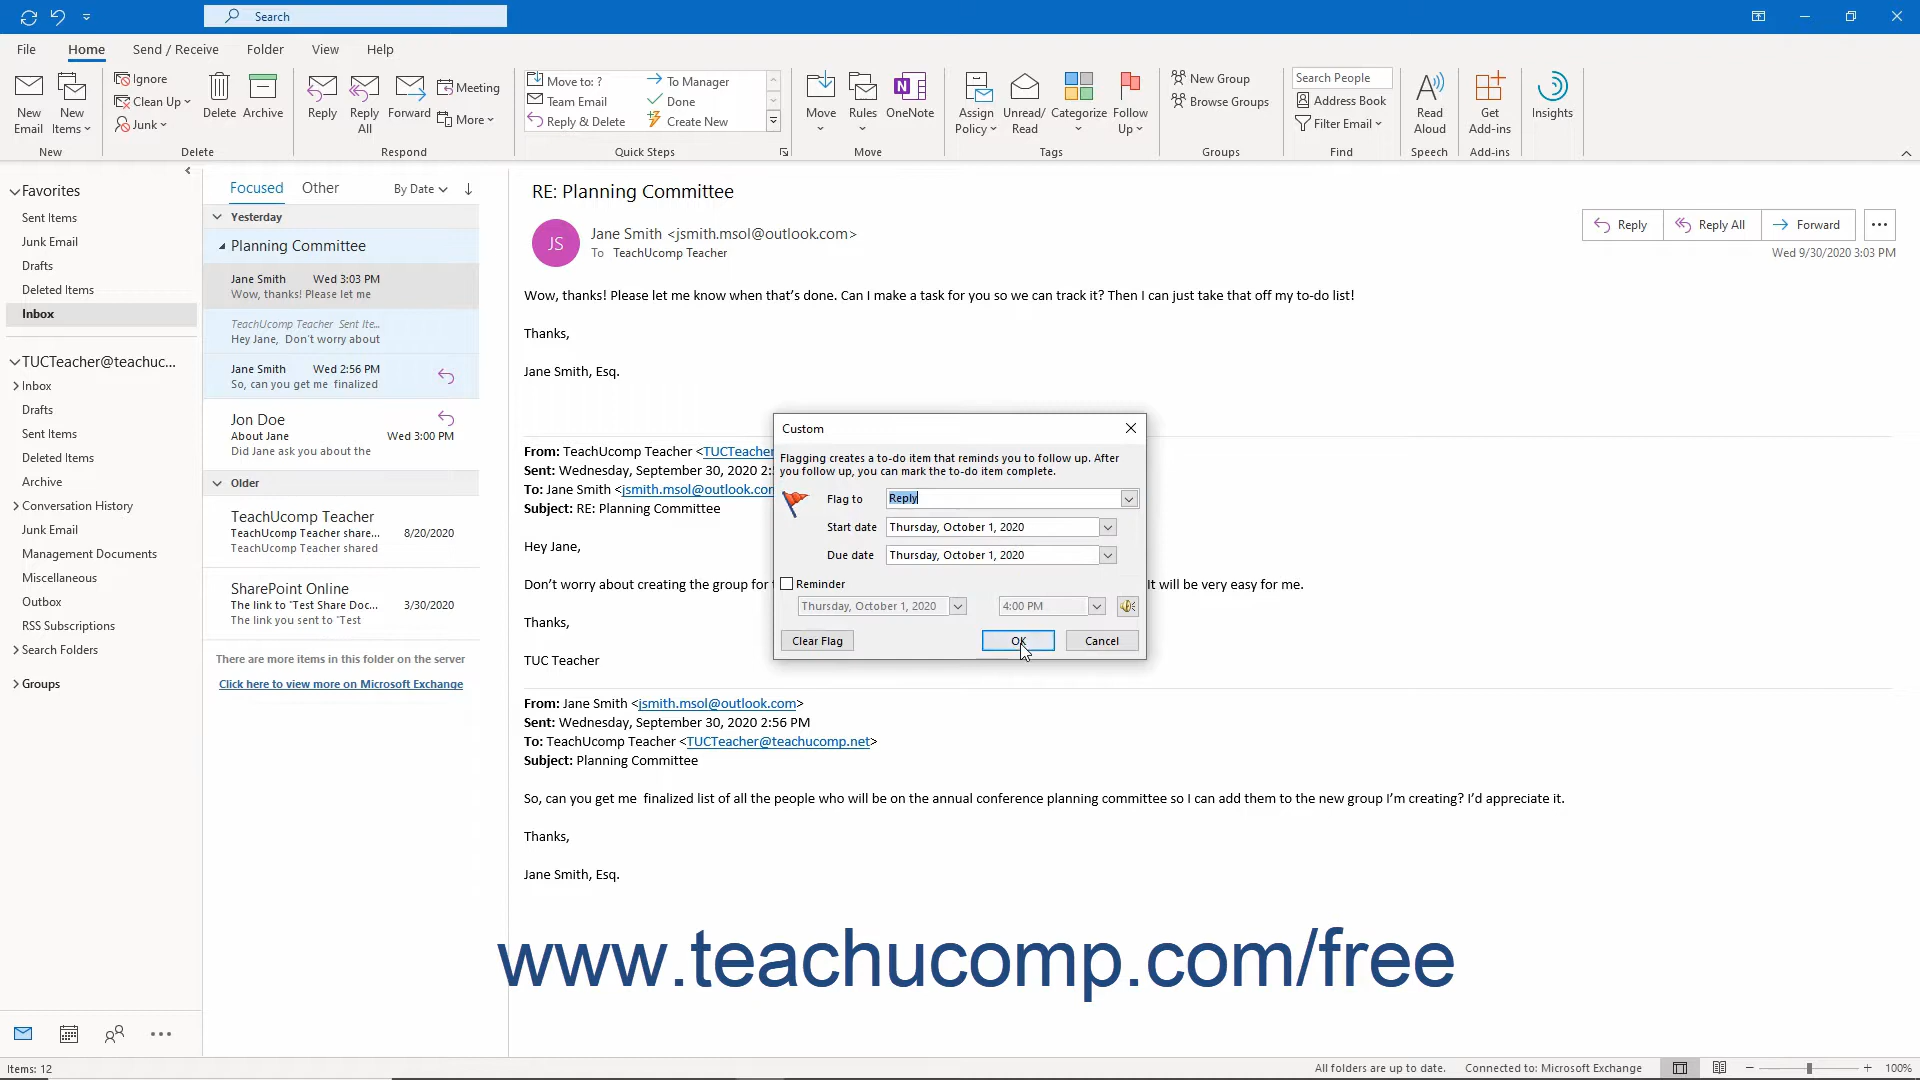 Search
File Home Send / Receive Folder View Help
New Email
New Items
New
Ignore
Clean Up
Junk
Delete
Archive
Delete
Reply
Reply All
Forward
Meeting
More
Respond
Move to: ?
Team Email
Reply & Delete
To Manager
Done
Create New
Quick Steps
Move
Rules
OneNote
Move
Assign Policy
Unread/ Read
Categorize
Follow Up
Tags
New Group
Browse Groups
Groups
Search People
Address Book
Filter Email
Find
Read Aloud
Speech
Get Add-ins
Add-ins
Insights
Favorites
Sent Items
Junk Email
Drafts
Deleted Items
Inbox
TUCTeacher@teachuc...
Inbox
Drafts
Sent Items
Deleted Items
Archive
Conversation History
Junk Email
Management Documents
Miscellaneous
Outbox
RSS Subscriptions
Search Folders
Groups
Focused Other By Date
Yesterday
Planning Committee
Jane Smith Wed 3:03 PM
Wow, thanks! Please let me
TeachUcomp Teacher Sent Ite...
Hey Jane, Don't worry about
Jane Smith Wed 2:56 PM
So, can you get me finalized
Jon Doe
About Jane Wed 3:00 PM
Did Jane ask you about the
Older
TeachUcomp Teacher
TeachUcomp Teacher share... 8/20/2020
TeachUcomp Teacher shared
SharePoint Online
The link to "Test Share Doc... 3/30/2020
The link you sent to "Test
There are more items in this folder on the server
Click here to view more on Microsoft Exchange
RE: Planning Committee
JS
Jane Smith <jsmith.msol@outlook.com>
To TeachUcomp Teacher
Reply Reply All Forward
Wed 9/30/2020 3:03 PM
Wow, thanks! Please let me know when that's done. Can I make a task for you so we can track it? Then I can just take that off my to-do list!
Thanks,
Jane Smith, Esq.
From: TeachUcomp Teacher <TUCTeacher
Sent: Wednesday, September 30, 2020 2:
To: Jane Smith <jsmith.msol@outlook.co
Subject: RE: Planning Committee
Hey Jane,
Don't worry about creating the group for It will be very easy for me.
Thanks,
TUC Teacher
Custom
Flagging creates a to-do item that reminds you to follow up. After
you follow up, you can mark the to-do item complete.
Flag to Reply
Start date Thursday, October 1, 2020
Due date Thursday, October 1, 2020
Reminder
Thursday, October 1, 2020 4:00 PM
Clear Flag OK Cancel
From: Jane Smith <jsmith.msol@outlook.com>
Sent: Wednesday, September 30, 2020 2:56 PM
To: TeachUcomp Teacher <TUCTeacher@teachucomp.net>
Subject: Planning Committee
So, can you get me finalized list of all the people who will be on the annual conference planning committee so I can add them to the new group I'm creating? I'd appreciate it.
Thanks,
Jane Smith, Esq.
www.teachucomp.com/free
Items: 12
All folders are up to date. Connected to: Microsoft Exchange 100%